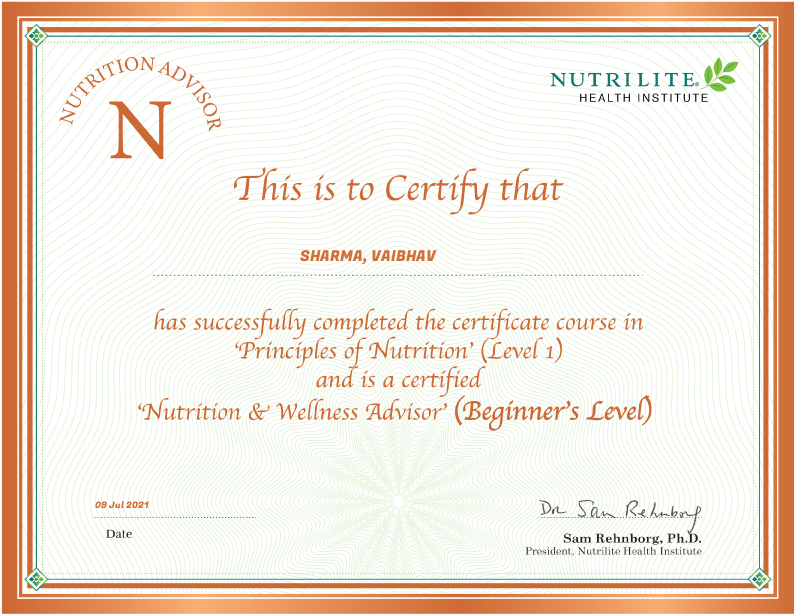 NUTRITION ADVISOR
N
NUTRILITE®
HEALTH INSTITUTE
This is to Certify that
SHARMA, VAIBHAV
has successfully completed the certificate course in
‘Principles of Nutrition’ (Level 1)
and is a certified
‘Nutrition & Wellness Advisor’ (Beginner’s Level)
09 Jul 2021
Date
Dr Sam Rehnborg
Sam Rehnborg, Ph.D.
President, Nutrilite Health Institute